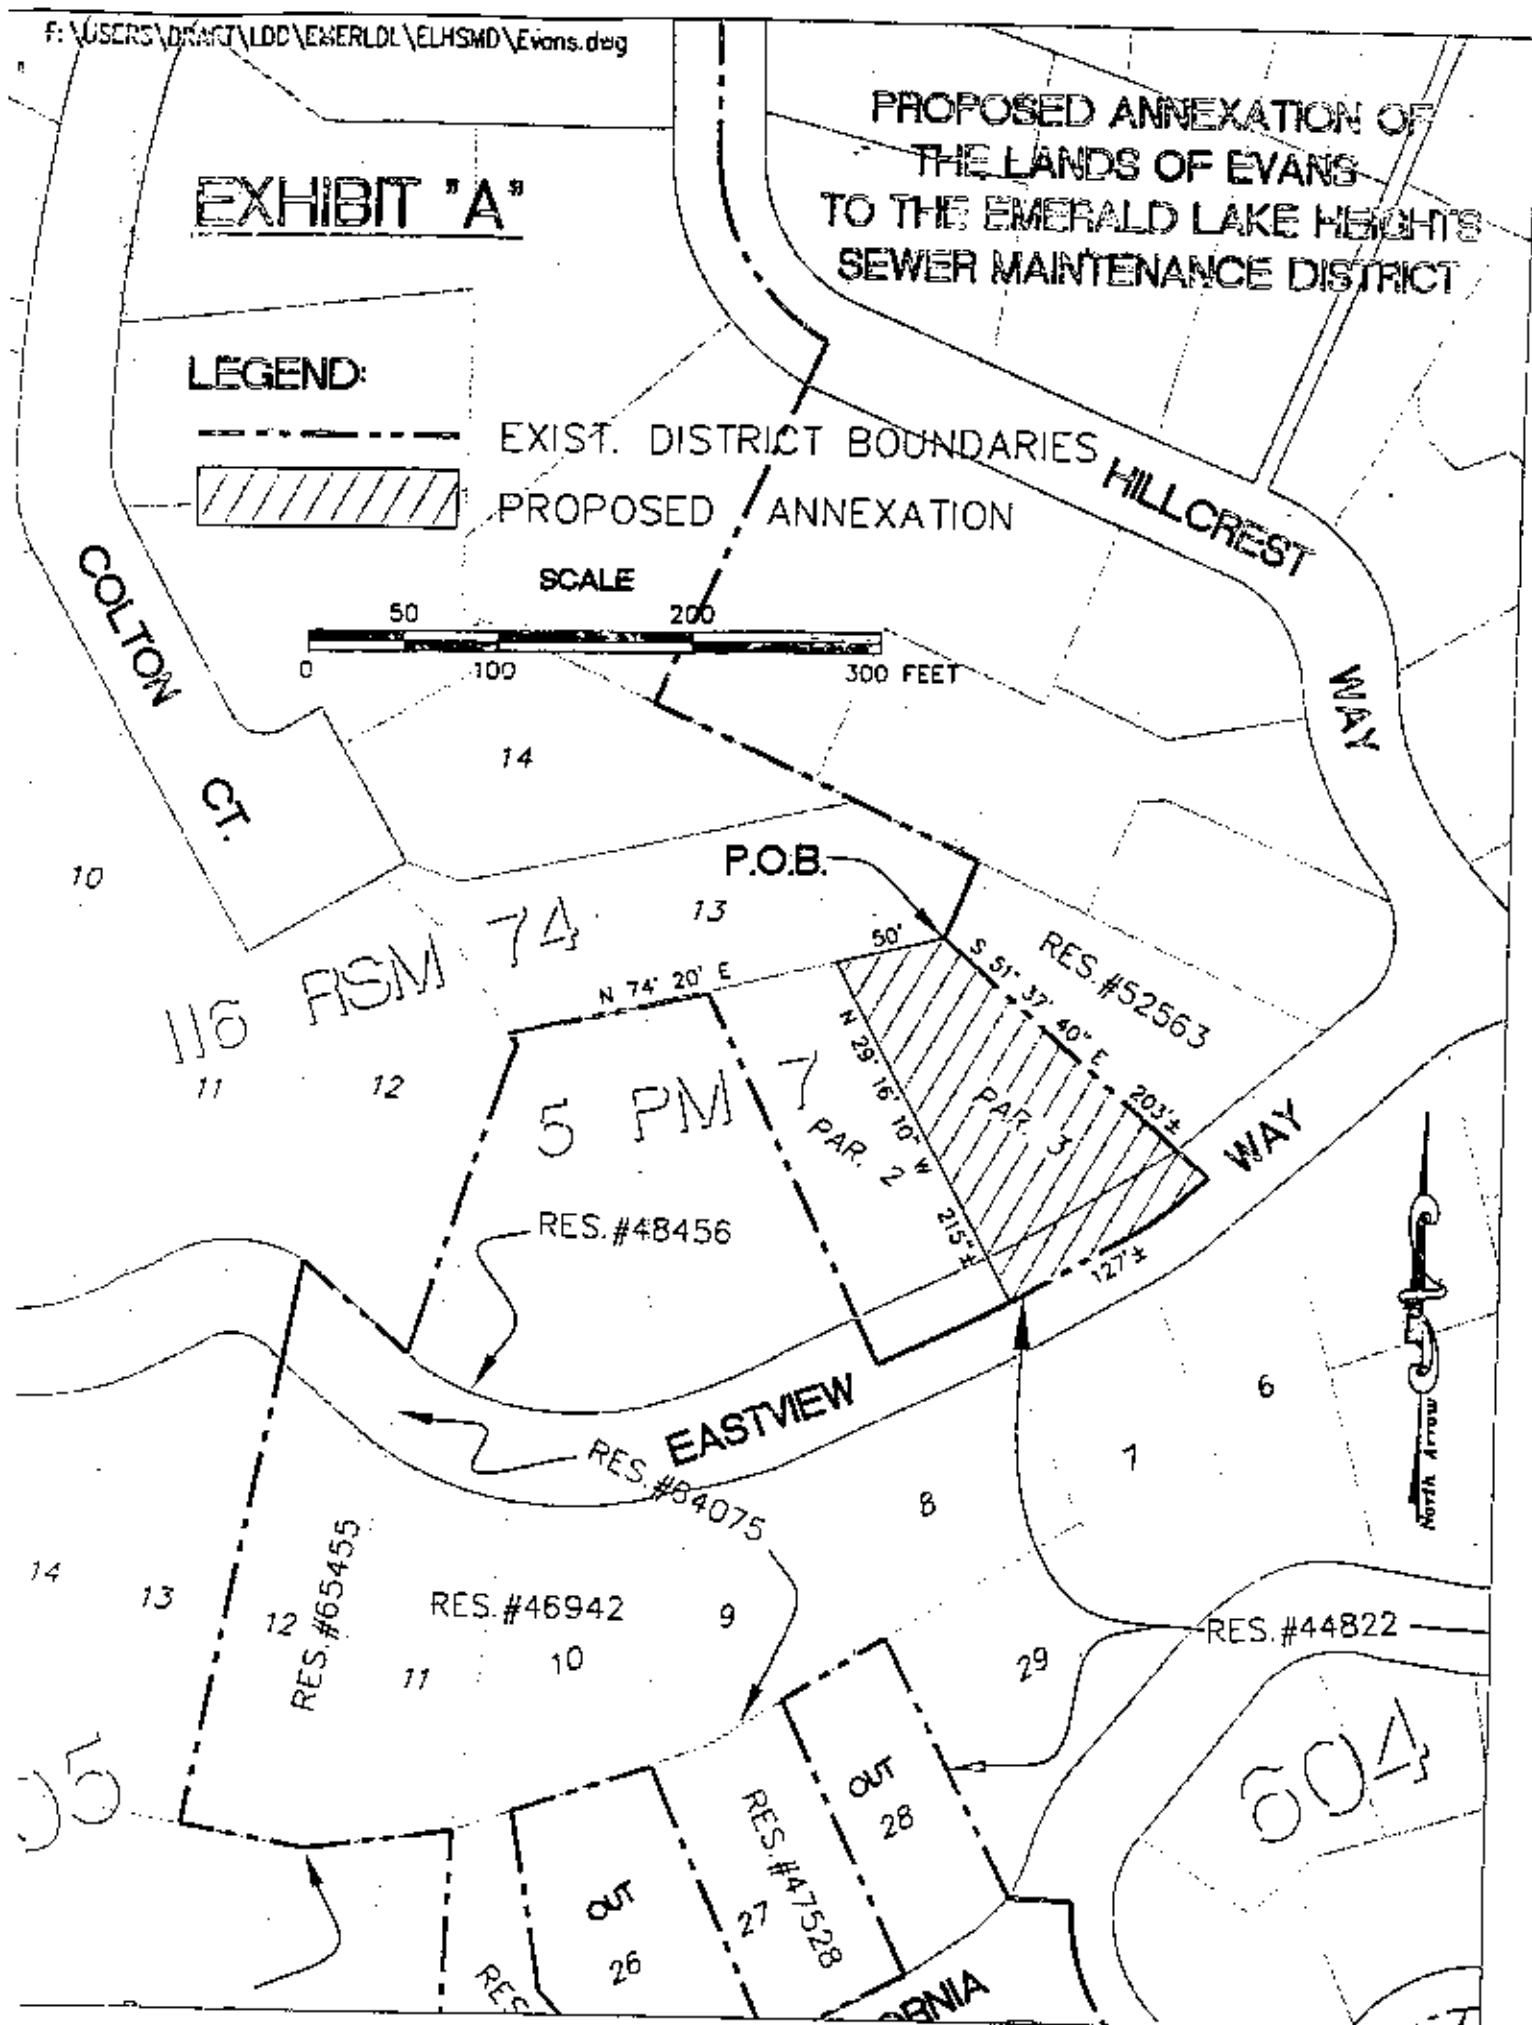 F:\USERS\DRAFT\LDD\EMERLDL\ELHSMD\Evans.dwg
PROPOSED ANNEXATION OF
THE LANDS OF EVANS
TO THE EMERALD LAKE HEIGHTS
SEWER MAINTENANCE DISTRICT
EXHIBIT "A"
LEGEND:
EXIST. DISTRICT BOUNDARIES
PROPOSED ANNEXATION
SCALE
50 200
0 100 300 FEET
HILLCREST
WAY
COLTON
CT.
14
10
P.O.B.
13
116 RSM 74
50'
N 74° 20' E
S 51° 37' 40" E
203'±
RES. #52563
11
12
5 PM 7
PAR. 2
N 29° 16' 10" W
215'±
PAR. 3
127'±
WAY
RES. #48456
EASTVIEW
RES. #84075
North Arrow
6
7
8
14
13
12
RES. #65455
RES. #46942
11
10
9
29
RES. #44822
604
05
OUT
28
RES. #47528
OUT
26
27
RES.
ORNIA